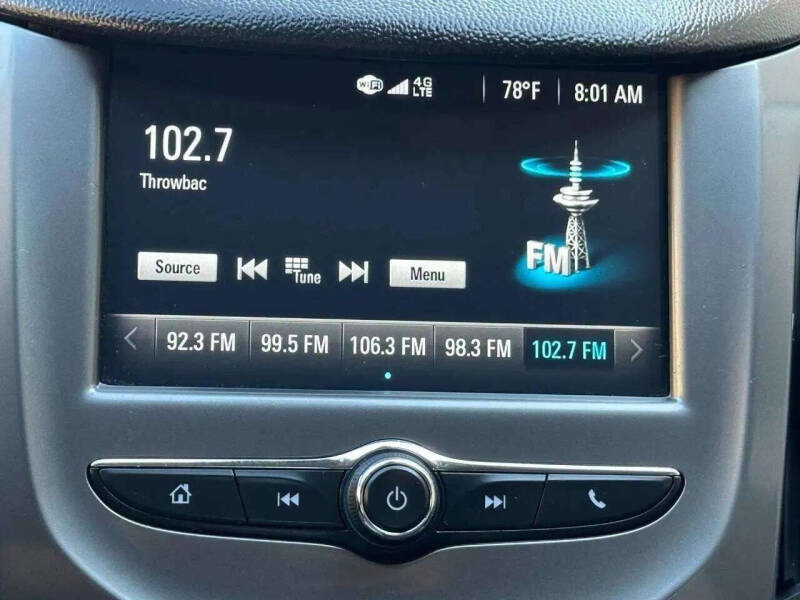 WiFi 4G LTE 78°F 8:01 AM
102.7
Throwbac
FM
Source Tune Menu
92.3 FM 99.5 FM 106.3 FM 98.3 FM 102.7 FM